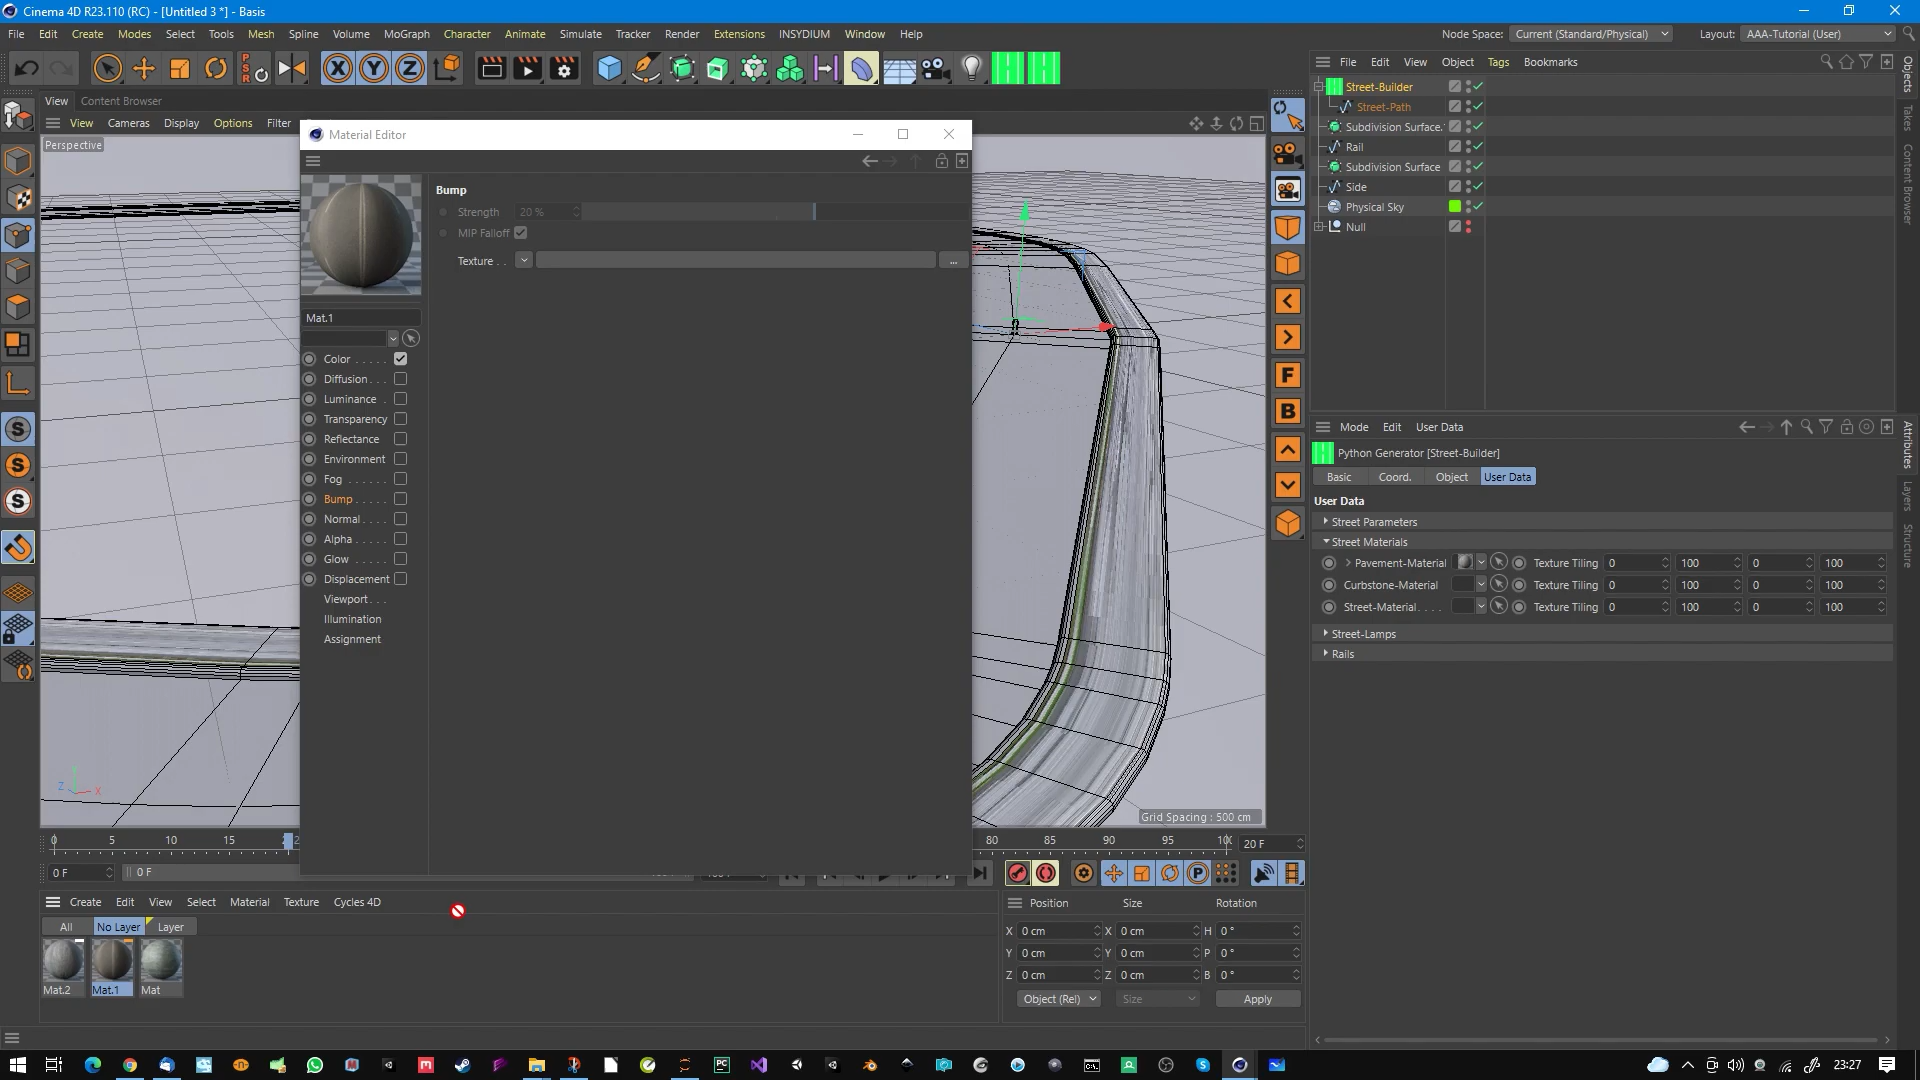 Cinema 4D R23.110 (RC) - [Untitled 3 *] - Basis
File Edit Create Modes Select Tools Mesh Spline Volume MoGraph Character Animate Simulate Tracker Render Extensions INSYDIUM Window Help
Node Space: Current (Standard/Physical) Layout: AAA-Tutorial (User)
File Edit View Object Tags Bookmarks
View Content Browser
View Cameras Display Options Filter
Perspective
Material Editor
Street-Builder
Street-Path
Subdivision Surface.
Rail
Subdivision Surface
Side
Physical Sky
Null
Objects
Takes
Content Browser
Bump
Strength 20 %
MIP Falloff
Texture . . ...
Mat.1
Color . . . . .
Diffusion . . .
Luminance .
Transparency
Reflectance
Environment
Fog . . . . . .
Bump . . . . .
Normal . . . .
Alpha . . . . .
Glow . . . . .
Displacement
Viewport . . .
Illumination
Assignment
Mode Edit User Data
Python Generator [Street-Builder]
Basic Coord. Object User Data
User Data
Street Parameters
Street Materials
Pavement-Material Texture Tiling 0 100 0 100
Curbstone-Material Texture Tiling 0 100 0 100
Street-Material . . . . Texture Tiling 0 100 0 100
Street-Lamps
Rails
Attributes
Layers
Structure
F
B
Grid Spacing : 500 cm
0 5 10 15 80 85 90 95 20 F
0 F 0 F
Create Edit View Select Material Texture Cycles 4D
All No Layer Layer
Mat.2 Mat.1 Mat
Position Size Rotation
X 0 cm X 0 cm H 0 °
Y 0 cm Y 0 cm P 0 °
Z 0 cm Z 0 cm B 0 °
Object (Rel) Size Apply
23:27